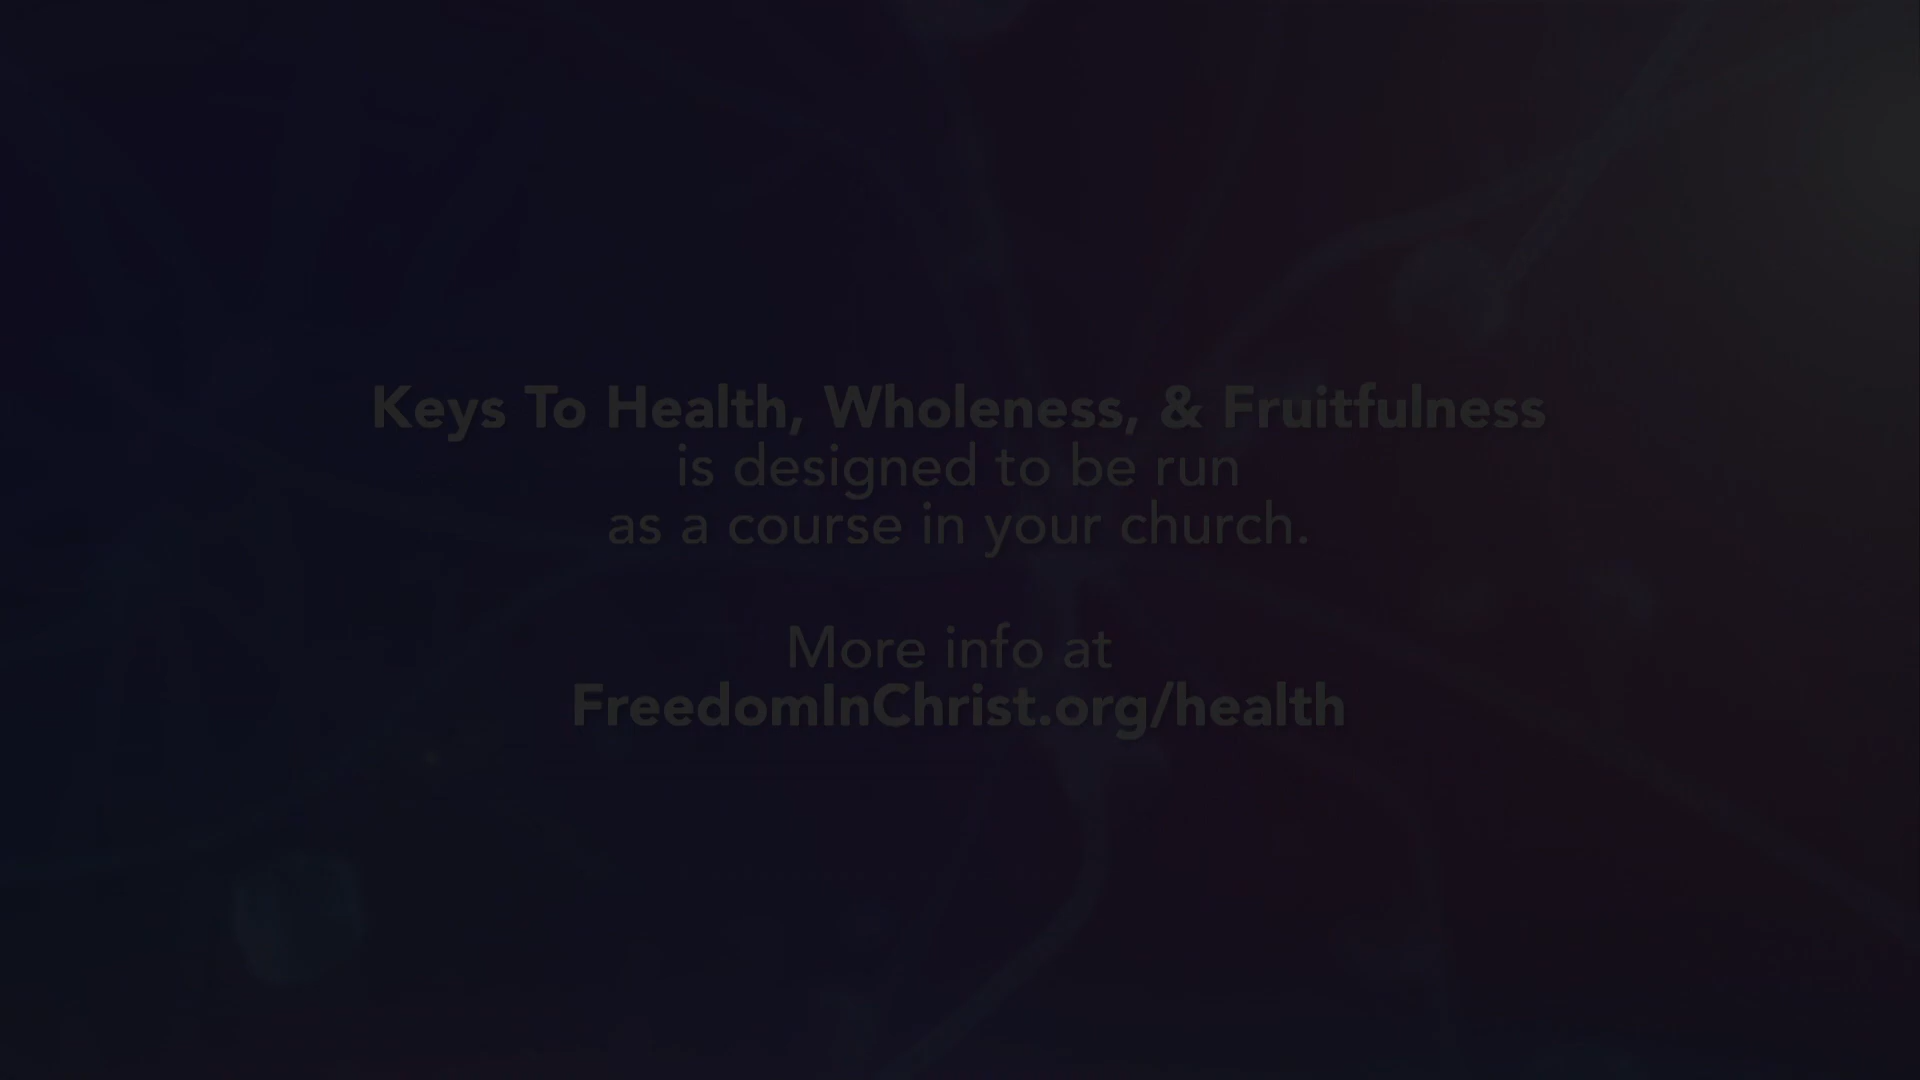 Keys To Health, Wholeness, & Fruitfulness
is designed to be run
as a course in your church.
More info at
FreedomInChrist.org/health